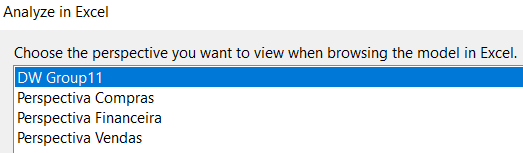 Analyze in Excel
Choose the perspective you want to view when browsing the model in Excel.
DW Group11
Perspectiva Compras
Perspectiva Financeira
Perspectiva Vendas